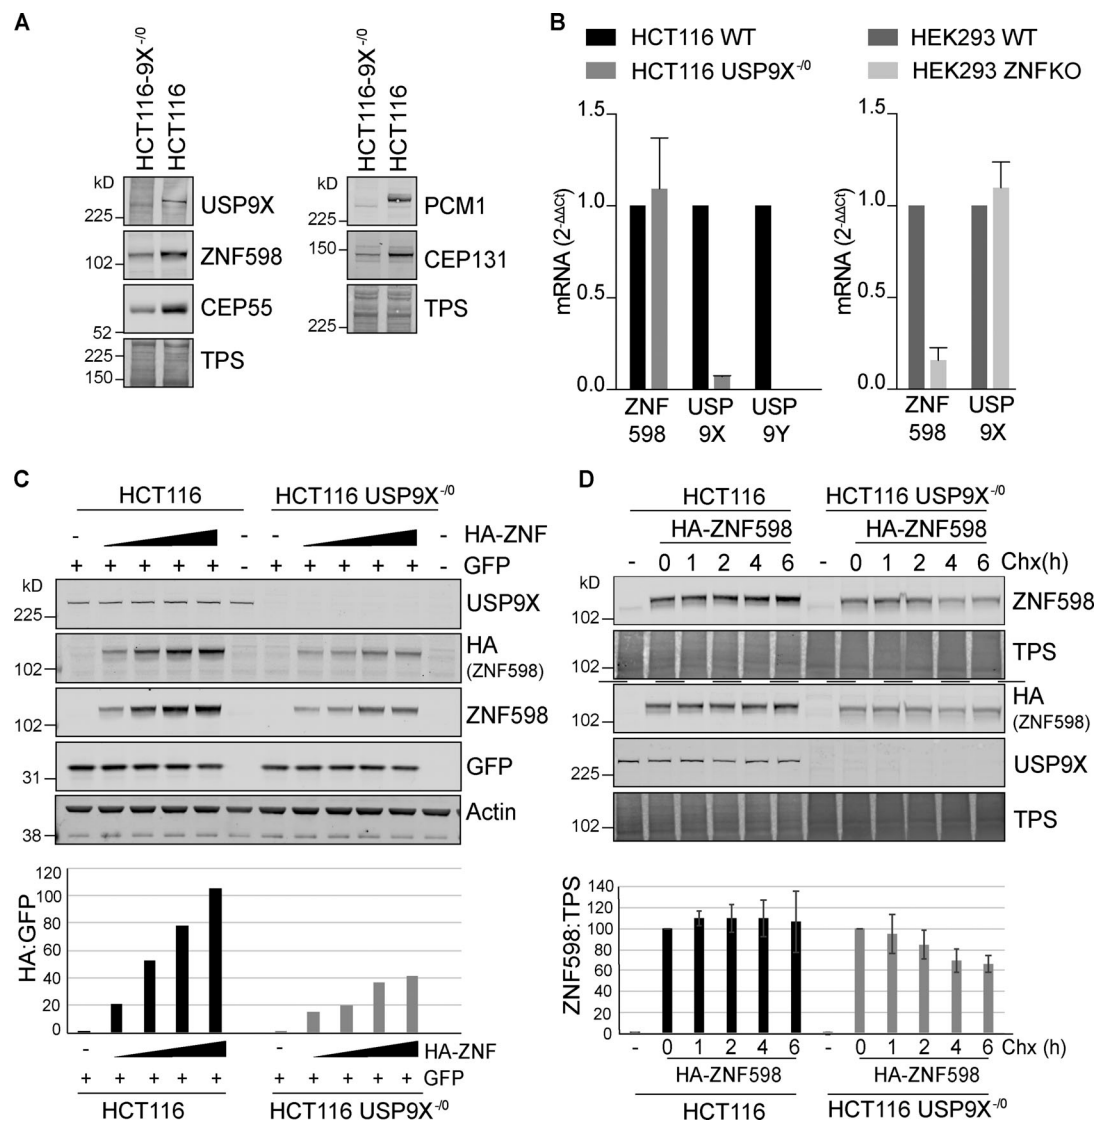 A
HCT116-9X-/0
HCT116
kD
225
USP9X
102
ZNF598
CEP55
52
225
150
TPS
HCT116-9X-/0
HCT116
kD
225
PCM1
150
CEP131
225
TPS
B
HCT116 WT
HCT116 USP9X-/0
HEK293 WT
HEK293 ZNFKO
mRNA (2-ΔΔCt)
1.5
1.0
0.5
0.0
ZNF 598
USP 9X
USP 9Y
mRNA (2-ΔΔCt)
1.5
1.0
0.5
0.0
ZNF 598
USP 9X
C
HCT116
HCT116 USP9X-/0
- - - - HA-ZNF
+ + + + + - + + + + + - GFP
kD
225
USP9X
102
HA
(ZNF598)
102
ZNF598
31
GFP
38
Actin
HA:GFP
120
100
80
60
40
20
0
- - HA-ZNF
+ + + + + + + + + + GFP
HCT116
HCT116 USP9X-/0
D
HCT116
HCT116 USP9X-/0
HA-ZNF598
HA-ZNF598
- 0 1 2 4 6 - 0 1 2 4 6 Chx(h)
kD
102
ZNF598
102
TPS
102
HA
(ZNF598)
225
USP9X
102
TPS
ZNF598:TPS
140
120
100
80
60
40
20
0
- 0 1 2 4 6 - 0 1 2 4 6 Chx (h)
HA-ZNF598
HA-ZNF598
HCT116
HCT116 USP9X-/0